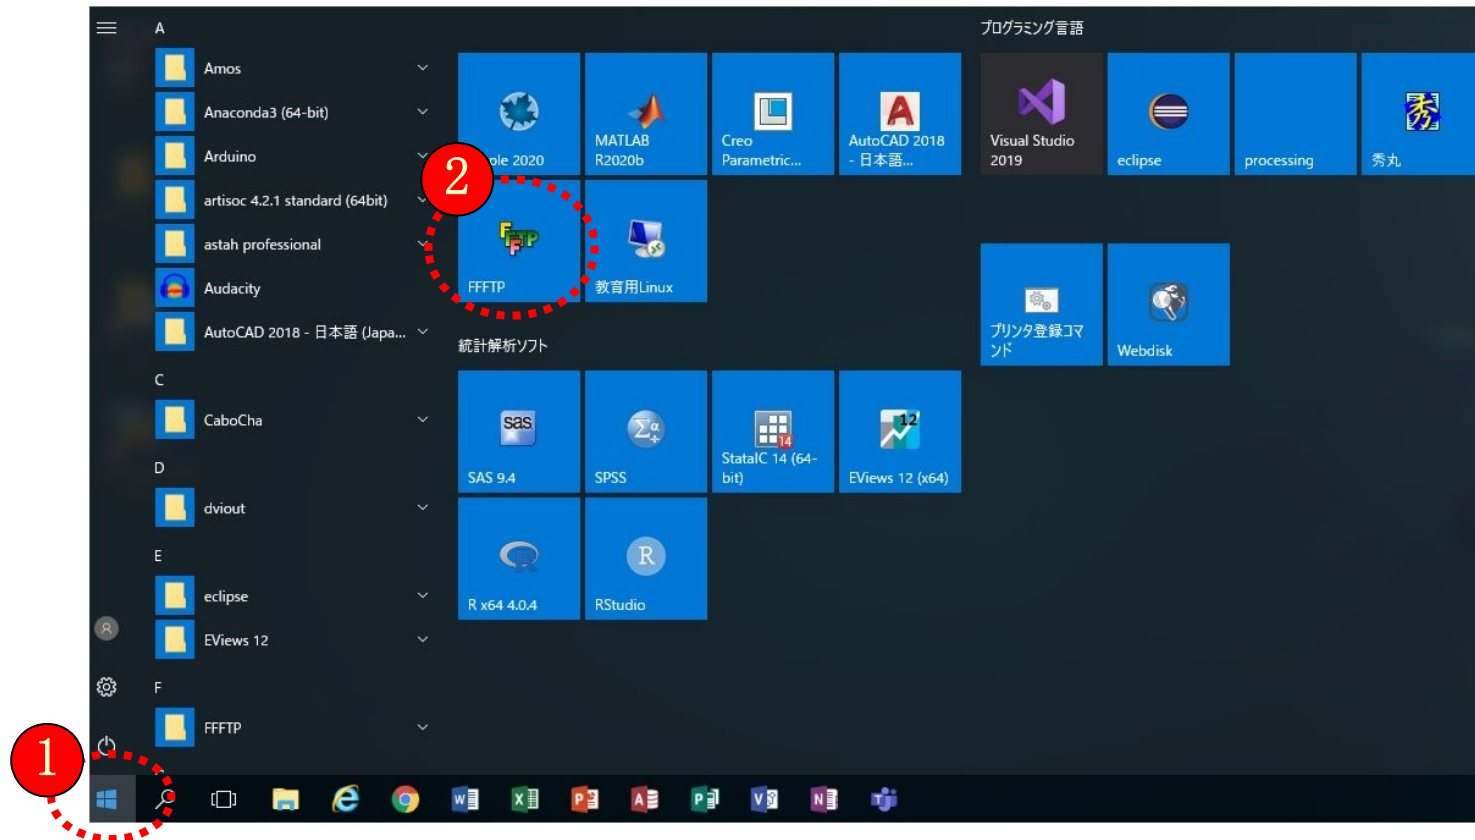 A
Amos
Anaconda3 (64-bit)
Arduino
artisoc 4.2.1 standard (64bit)
astah professional
Audacity
AutoCAD 2018 - 日本語 (Japa...
C
CaboCha
D
dviout
E
eclipse
EViews 12
F
FFFTP
1
2
ple 2020
MATLAB
R2020b
Creo
Parametric...
AutoCAD 2018
- 日本語...
FFFTP
教育用Linux
統計解析ソフト
sas
SAS 9.4
SPSS
14
StataIC 14 (64-
bit)
12
EViews 12 (x64)
R x64 4.0.4
R
RStudio
プログラミング言語
Visual Studio
2019
eclipse
processing
秀
秀丸
プリンタ登録コマ
ンド
Webdisk